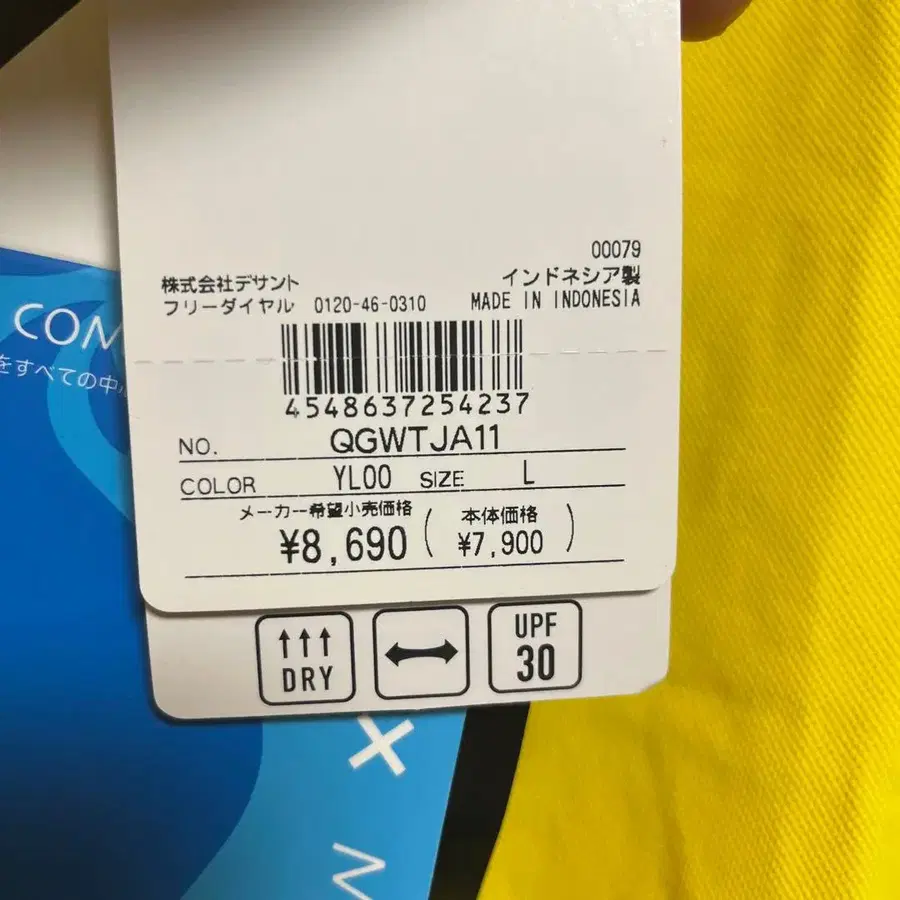 00079
株式会社デサント インドネシア製
フリーダイヤル 0120-46-0310 MADE IN INDONESIA
4548637254237
NO. QGWTJA11
COLOR YL00 SIZE L
メーカー希望小売価格 ( 本体価格 )
¥8,690 ¥7,900
COM
をすべての中
DRY
UPF
30
X